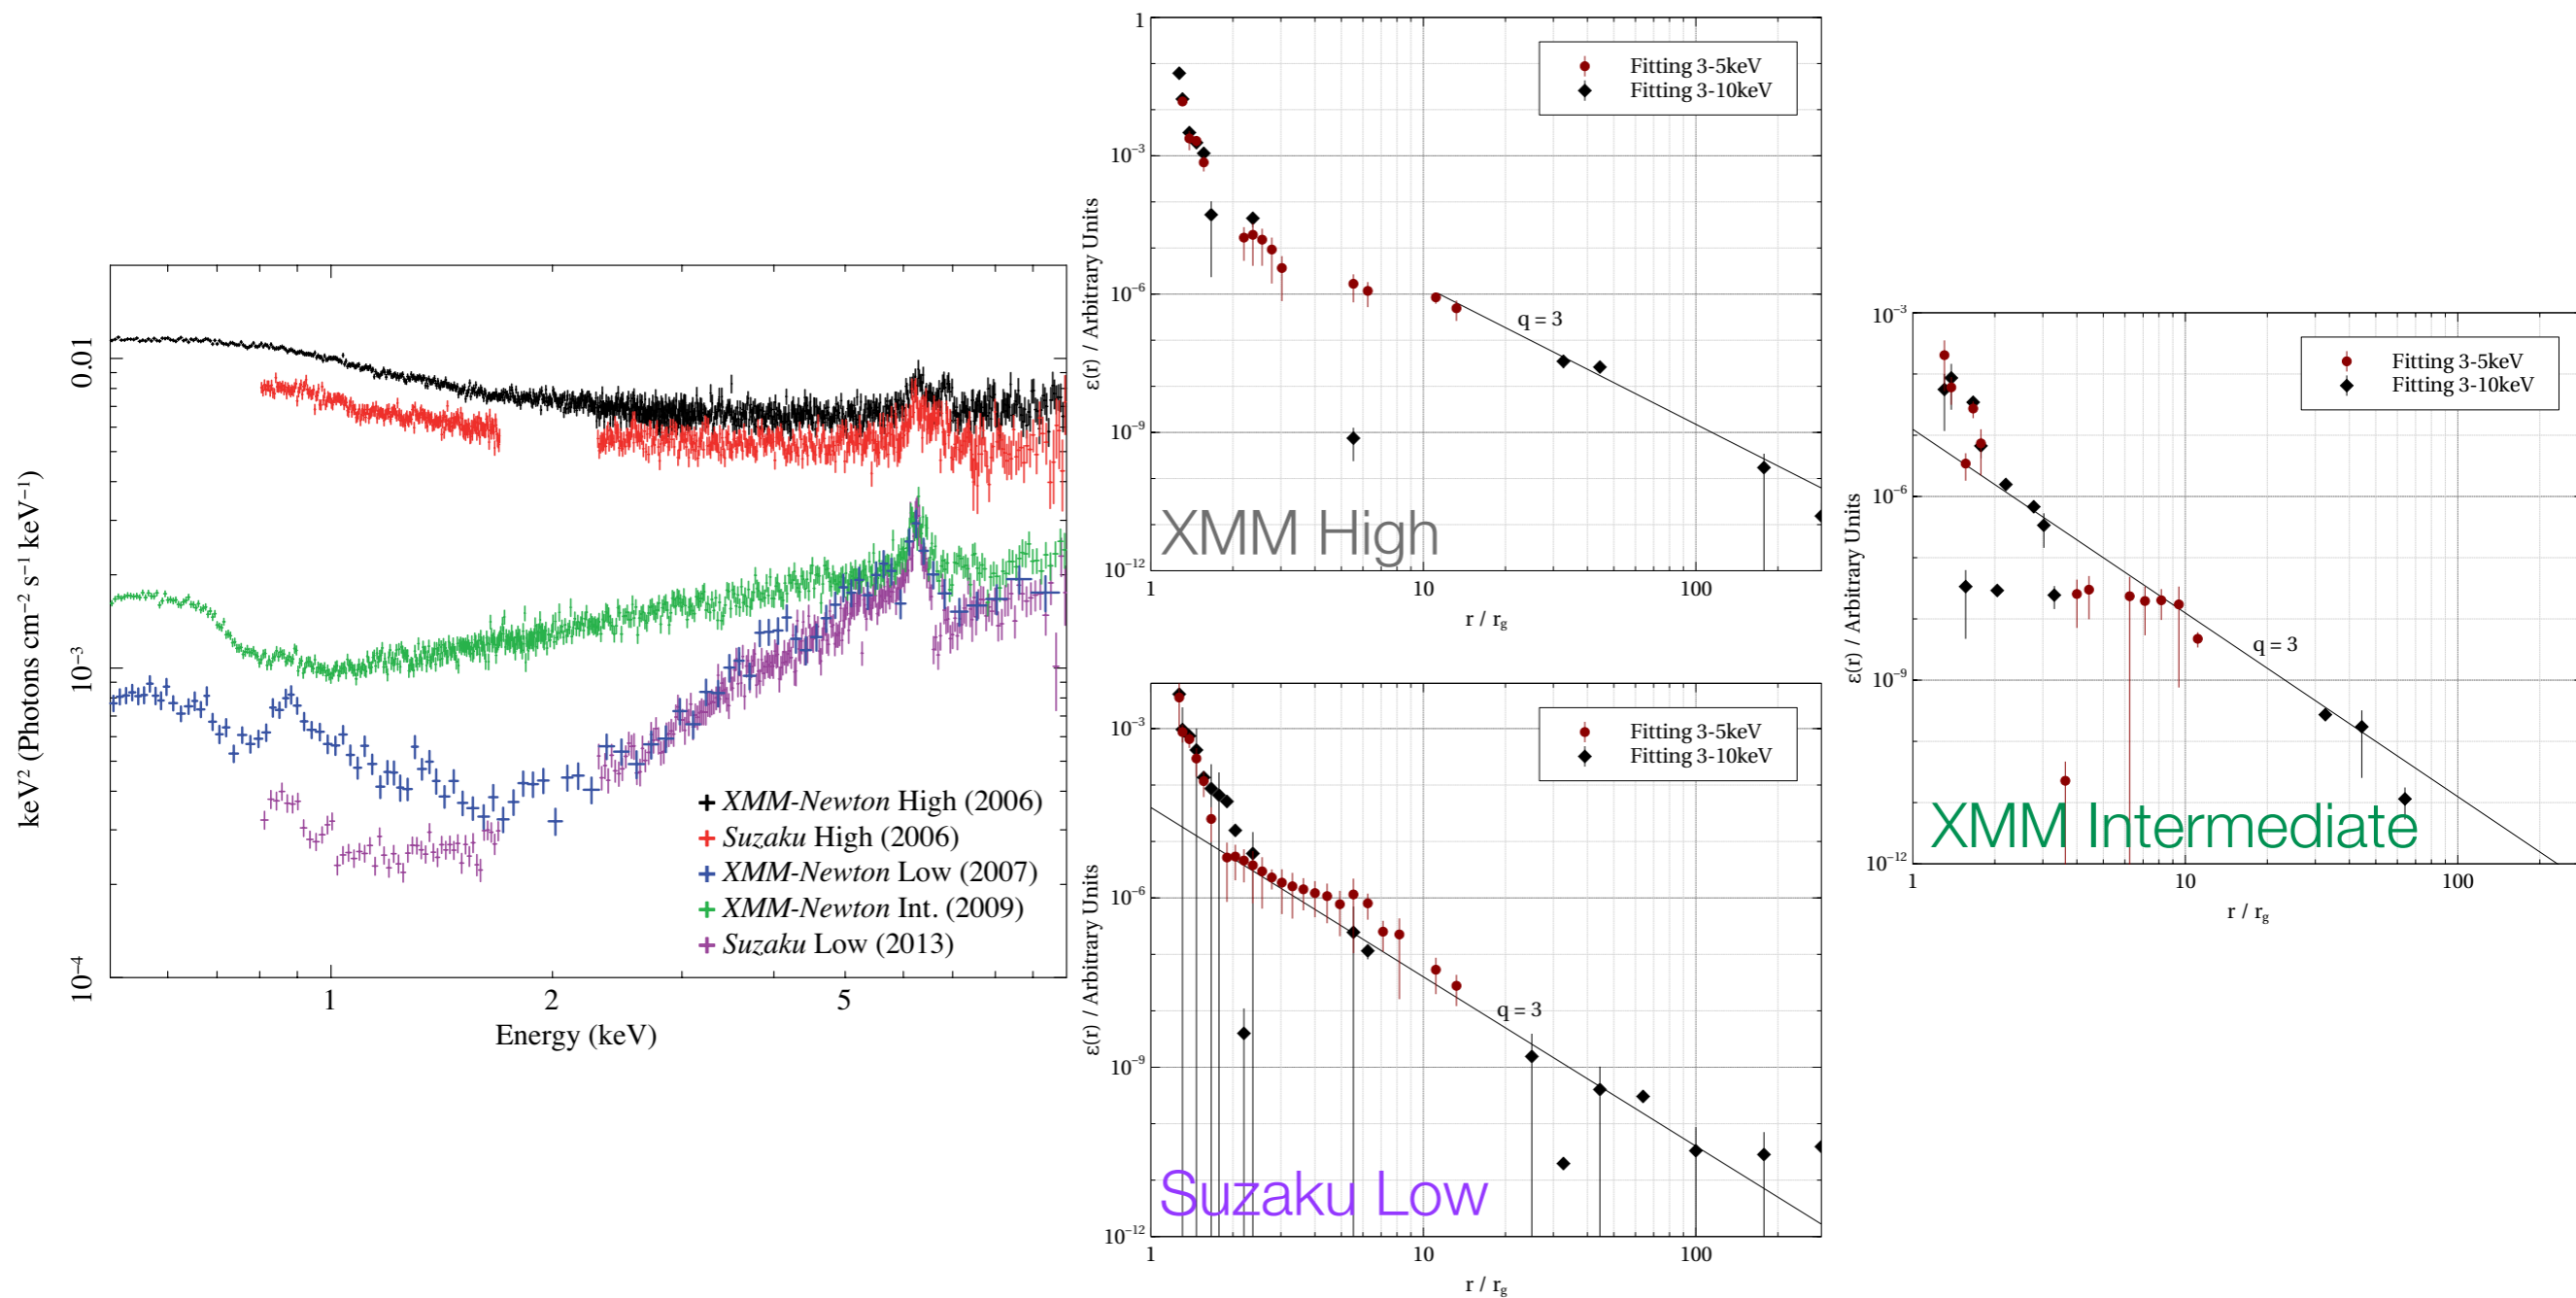 keV² (Photons cm⁻² s⁻¹ keV⁻¹)
0.01
10⁻³
10⁻⁴
1
2
5
Energy (keV)
XMM-Newton High (2006)
Suzaku High (2006)
XMM-Newton Low (2007)
XMM-Newton Int. (2009)
Suzaku Low (2013)
ε(r) / Arbitrary Units
1
10⁻³
10⁻⁶
10⁻⁹
10⁻¹²
Fitting 3-5keV
Fitting 3-10keV
q = 3
XMM High
1
10
100
r / r_g
ε(r) / Arbitrary Units
10⁻³
10⁻⁶
10⁻⁹
10⁻¹²
Fitting 3-5keV
Fitting 3-10keV
q = 3
Suzaku Low
1
10
100
r / r_g
ε(r) / Arbitrary Units
10⁻³
10⁻⁶
10⁻⁹
10⁻¹²
Fitting 3-5keV
Fitting 3-10keV
q = 3
XMM Intermediate
1
10
100
r / r_g